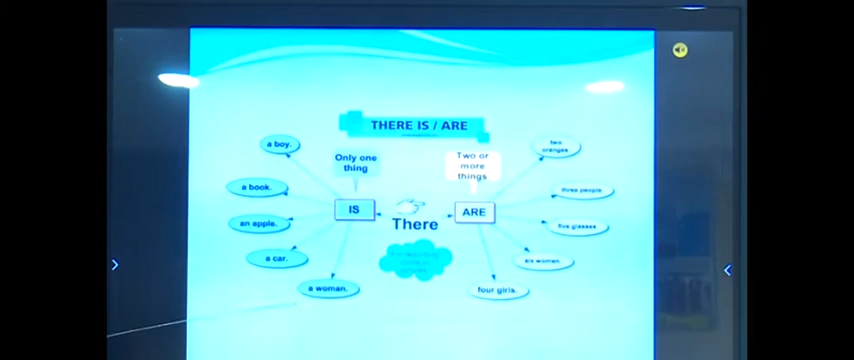 THERE IS / ARE
a boy.
Only one
thing
Two or
more
things
two
oranges
a book.
three people
IS
There
ARE
an apple.
five glasses
a car.
six woman
a woman.
four girls.